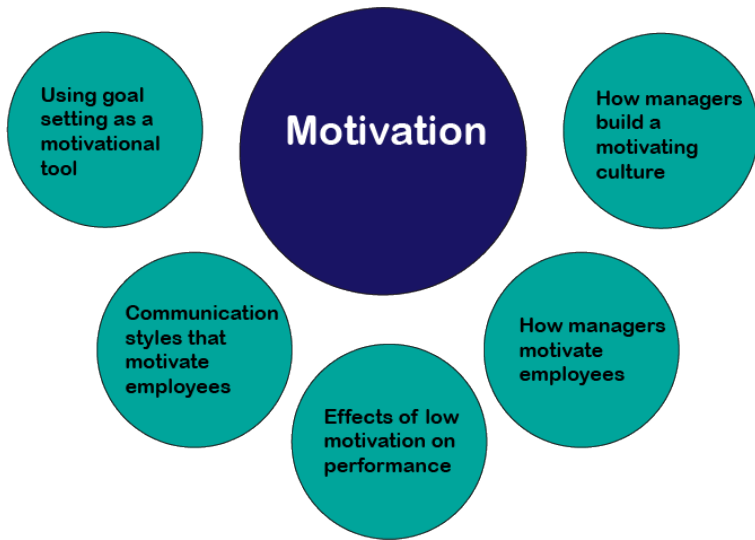 Motivation
Using goal
setting as a
motivational
tool
How managers
build a
motivating
culture
Communication
styles that
motivate
employees
How managers
motivate
employees
Effects of low
motivation on
performance